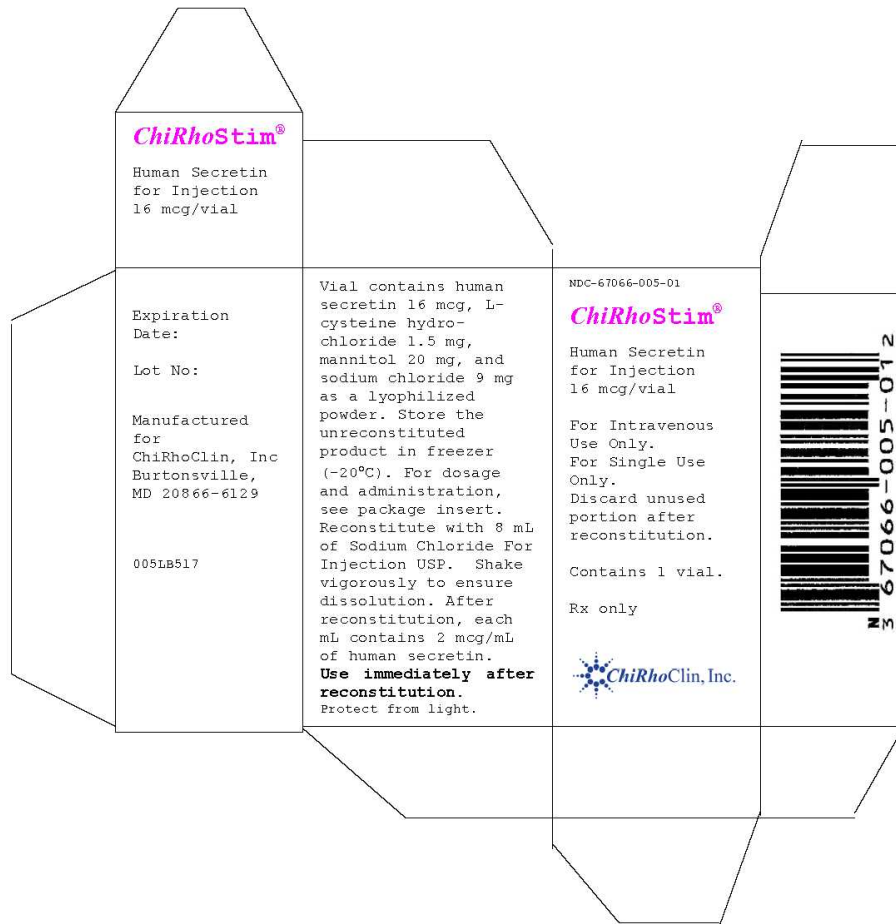 ChiRhoStim®
Human Secretin
for Injection
16 mcg/vial
Expiration
Date:
Lot No:
Manufactured
for
ChiRhoClin, Inc
Burtonsville,
MD 20866-6129
005LB517
Vial contains human
secretin 16 mcg, L-
cysteine hydro-
chloride 1.5 mg,
mannitol 20 mg, and
sodium chloride 9 mg
as a lyophilized
powder. Store the
unreconstituted
product in freezer
(-20°C). For dosage
and administration,
see package insert.
Reconstitute with 8 mL
of Sodium Chloride For
Injection USP. Shake
vigorously to ensure
dissolution. After
reconstitution, each
mL contains 2 mcg/mL
of human secretin.
Use immediately after
reconstitution.
Protect from light.
NDC-67066-005-01
ChiRhoStim®
Human Secretin
for Injection
16 mcg/vial
For Intravenous
Use Only.
For Single Use
Only.
Discard unused
portion after
reconstitution.
Contains 1 vial.
Rx only
ChiRhoClin, Inc.
N
3 67066-005-01 2